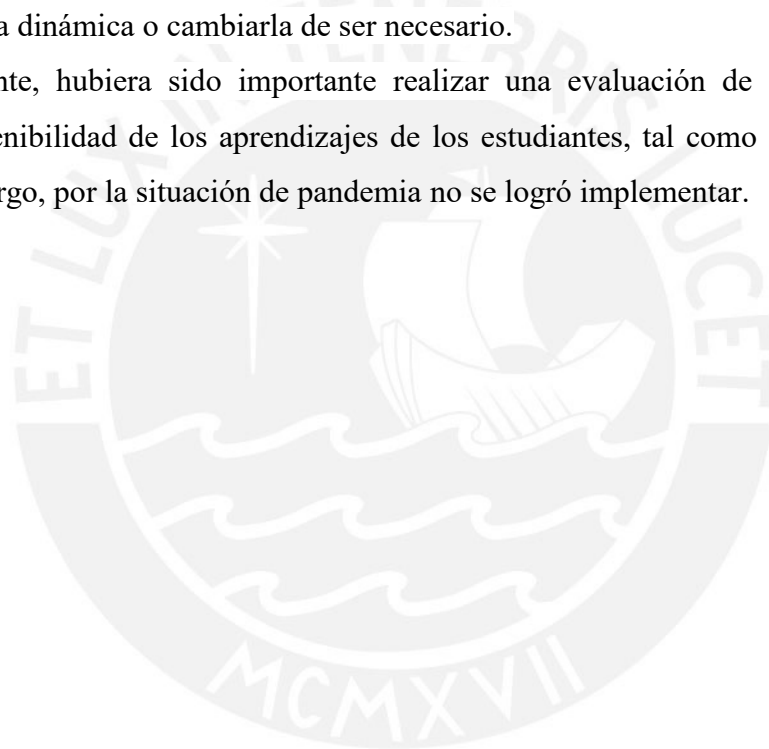 a dinámica o cambiarla de ser necesario.
nte, hubiera sido importante realizar una evaluación de
enibilidad de los aprendizajes de los estudiantes, tal como
rgo, por la situación de pandemia no se logró implementar.
ET LUX IN TENEBRIS LUCET
MCMXVII